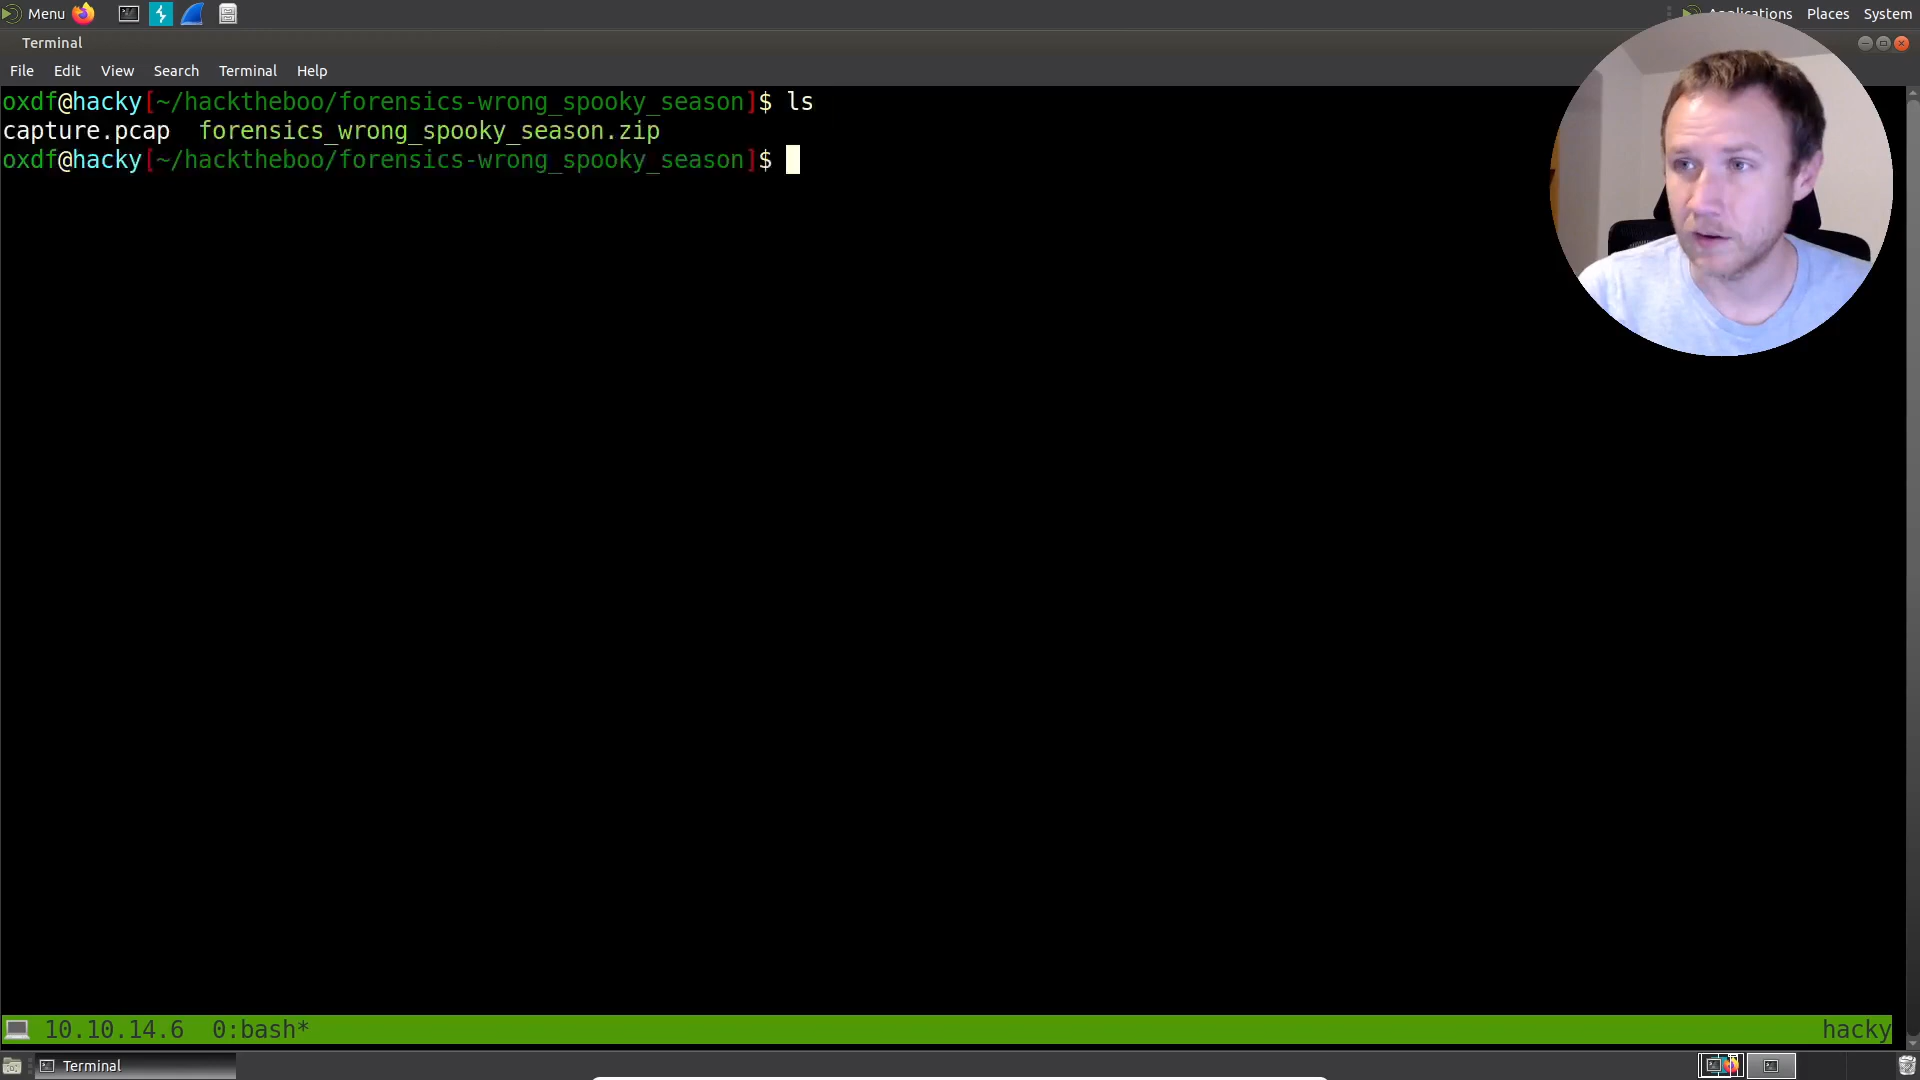 Menu
Applications Places System
Terminal
File Edit View Search Terminal Help
oxdf@hacky[~/hacktheboo/forensics-wrong_spooky_season]$ ls
capture.pcap forensics_wrong_spooky_season.zip
oxdf@hacky[~/hacktheboo/forensics-wrong_spooky_season]$
10.10.14.6 0:bash* hacky
Terminal